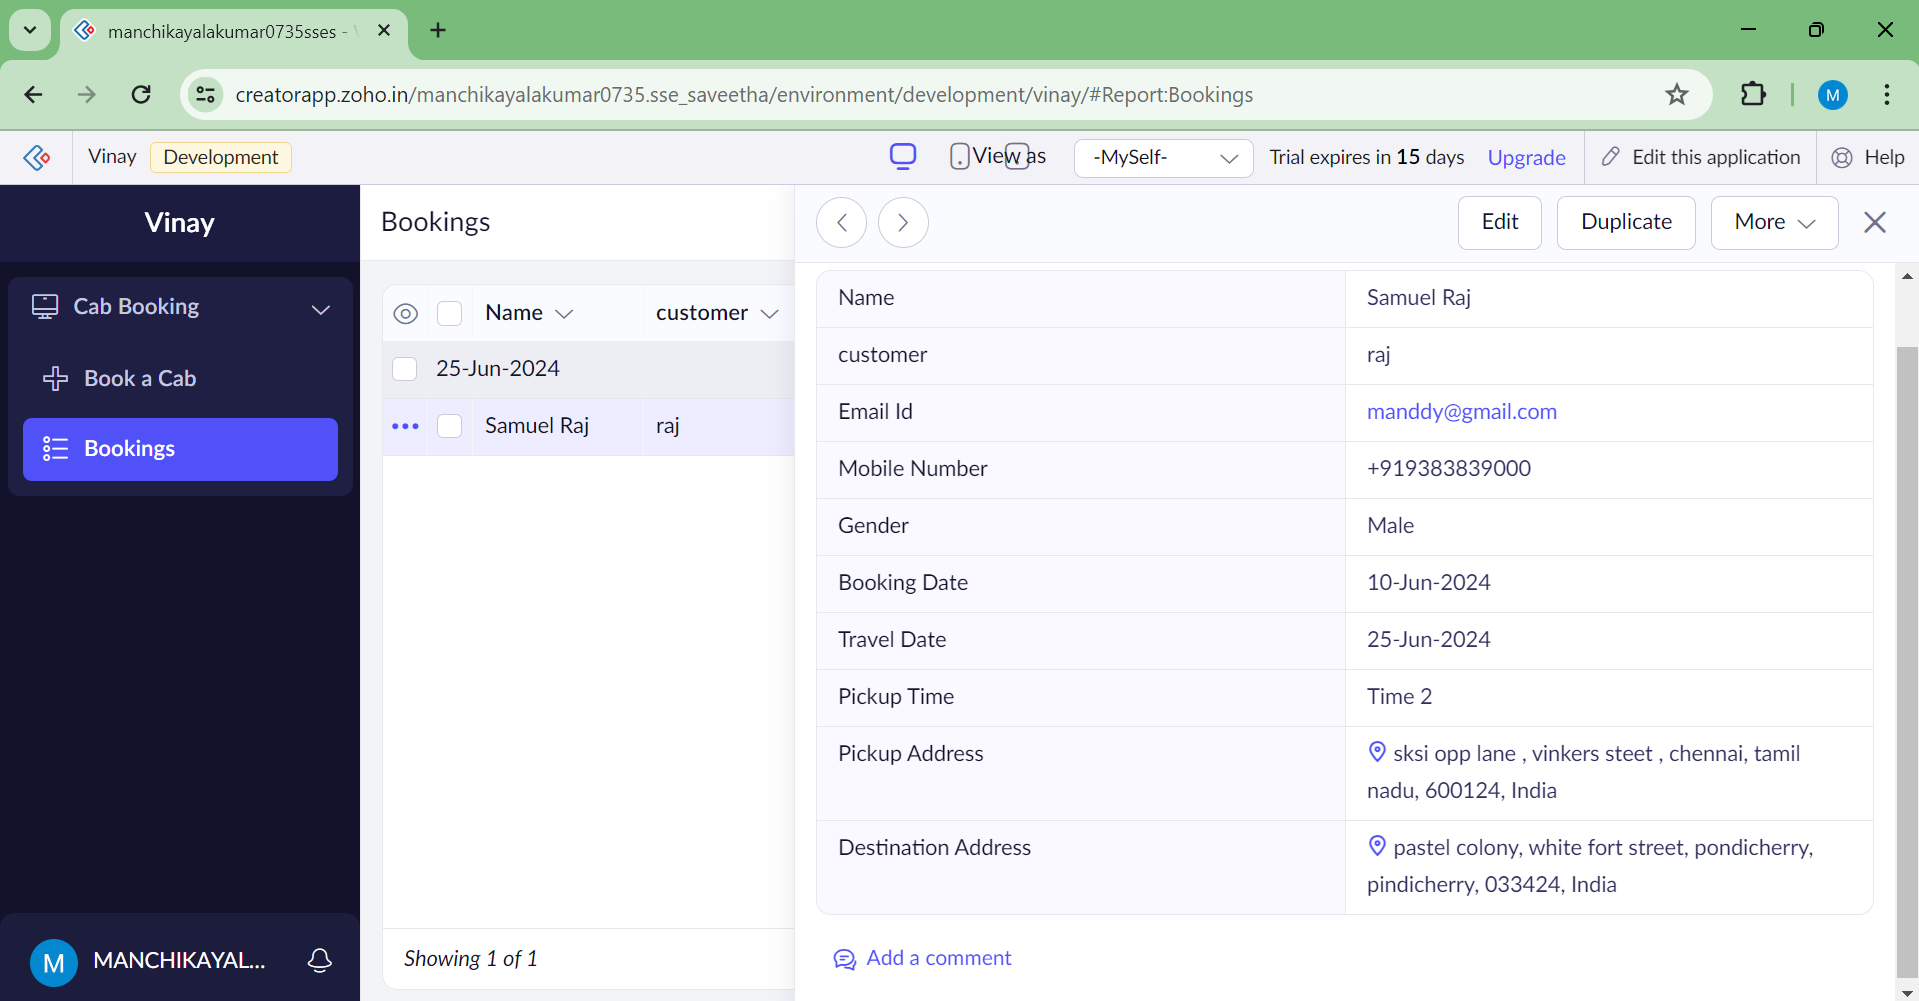 manchikayalakumar0735sses -
creatorapp.zoho.in/manchikayalakumar0735.sse_saveetha/environment/development/vinay/#Report:Bookings
M
Vinay
Development
View as
-MySelf-
Trial expires in 15 days
Upgrade
Edit this application
Help
Vinay
Cab Booking
Book a Cab
Bookings
M
MANCHIKAYAL...
Bookings
Name
customer
25-Jun-2024
Samuel Raj
raj
Showing 1 of 1
Edit
Duplicate
More
Name
Samuel Raj
customer
raj
Email Id
manddy@gmail.com
Mobile Number
+919383839000
Gender
Male
Booking Date
10-Jun-2024
Travel Date
25-Jun-2024
Pickup Time
Time 2
Pickup Address
sksi opp lane , vinkers steet , chennai, tamil
nadu, 600124, India
Destination Address
pastel colony, white fort street, pondicherry,
pindicherry, 033424, India
Add a comment